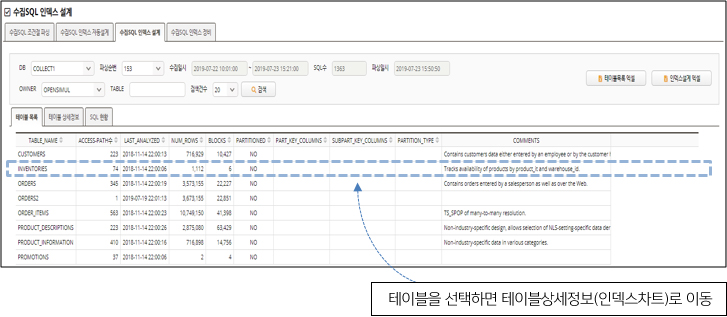 수집SQL 인덱스 설계
수집SQL 조건절 파싱 수집SQL 인덱스 자동설계 수집SQL 인덱스 설계 수집SQL 인덱스 정비
DB COLLECT1 파싱순번 153 수집일시 2019-07-22 10:01:00 ~ 2019-07-23 15:21:00 SQL수 1363 파싱일시 2019-07-23 15:50:50
OWNER OPENSIMUL TABLE 검색건수 20 검색 테이블목록 엑셀 인덱스설계 엑셀
테이블 목록 테이블 상세정보 SQL 현황
TABLE_NAME ACCESS-PATH수 LAST_ANALYZED NUM_ROWS BLOCKS PARTITIONED PART_KEY_COLUMNS SUBPART_KEY_COLUMNS PARTITION_TYPE COMMENTS
CUSTOMERS 223 2018-11-14 22:00:13 716,929 10,427 NO Contains customers data either entered by an employee or by the customer
INVENTORIES 74 2018-11-14 22:00:06 1,112 6 NO Tracks availability of products by product_it and warehouse_id.
ORDERS 345 2018-11-14 22:00:19 3,573,155 22,227 NO Contains orders entered by a salesperson as well as over the Web.
ORDERS2 1 2019-07-19 22:01:13 3,673,155 22,831 NO
ORDER_ITEMS 563 2018-11-14 22:00:23 10,749,150 41,398 NO TS_SPOP of many-to-many resolution.
PRODUCT_DESCRIPTIONS 223 2018-11-14 22:00:26 2,875,080 63,429 NO Non-industry-specific design, allows selection of NLS-setting-specific data der
PRODUCT_INFORMATION 410 2018-11-14 22:00:16 716,898 14,756 NO Non-industry-specific data in various categories.
PROMOTIONS 37 2018-11-14 22:00:06 2 4 NO
테이블을 선택하면 테이블상세정보(인덱스차트)로 이동